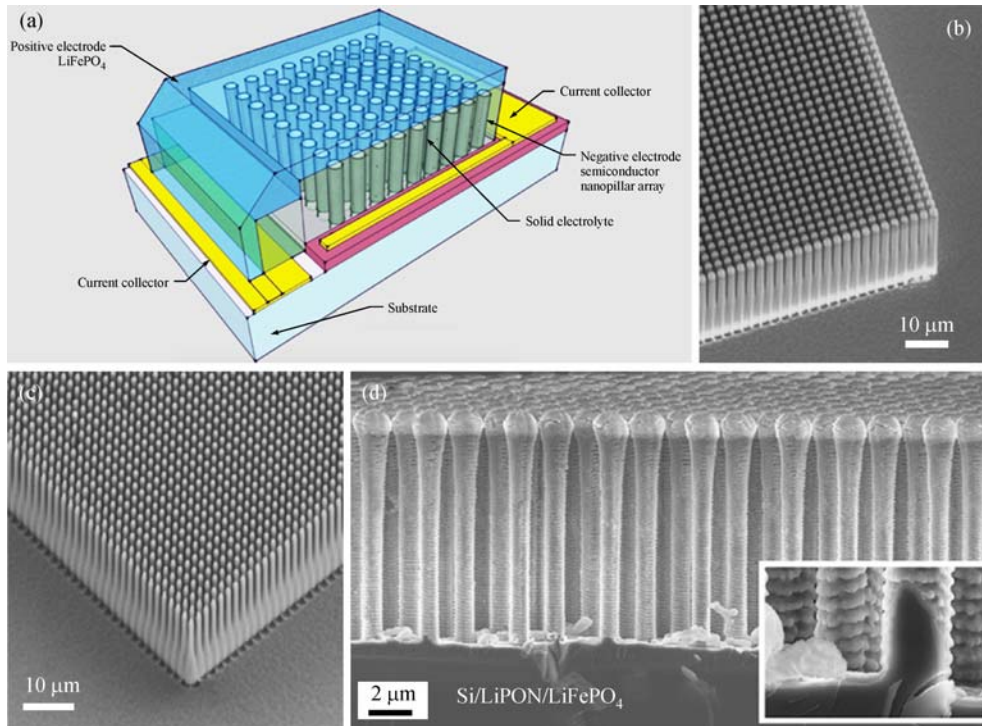 (a)
Positive electrode
LiFePO₄
Current collector
Negative electrode
semiconductor
nanopillar array
Solid electrolyte
Current collector
Substrate
(b)
10 μm
(c)
10 μm
(d)
2 μm
Si/LiPON/LiFePO₄